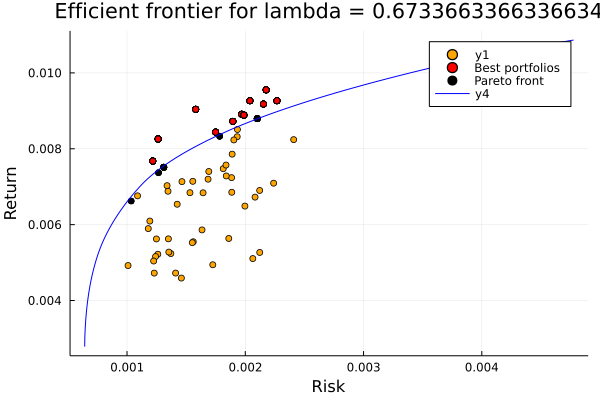 Efficient frontier for lambda = 0.6733663366336634
y1
Best portfolios
Pareto front
y4
0.010
0.008
0.006
0.004
Return
0.001 0.002 0.003 0.004
Risk